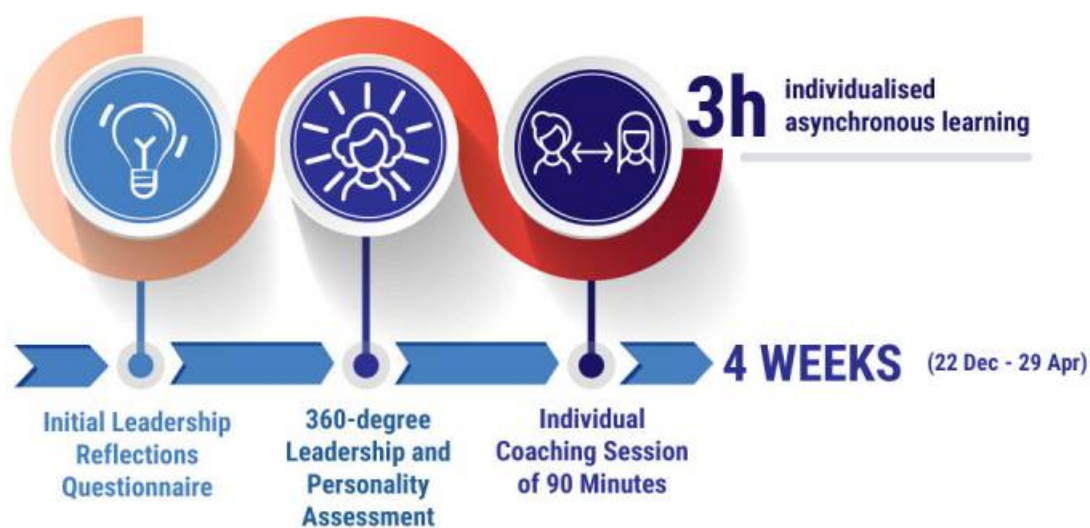 3h
individualised
asynchronous learning
4 WEEKS
(22 Dec - 29 Apr)
Initial Leadership
Reflections
Questionnaire
360-degree
Leadership and
Personality
Assessment
Individual
Coaching Session
of 90 Minutes